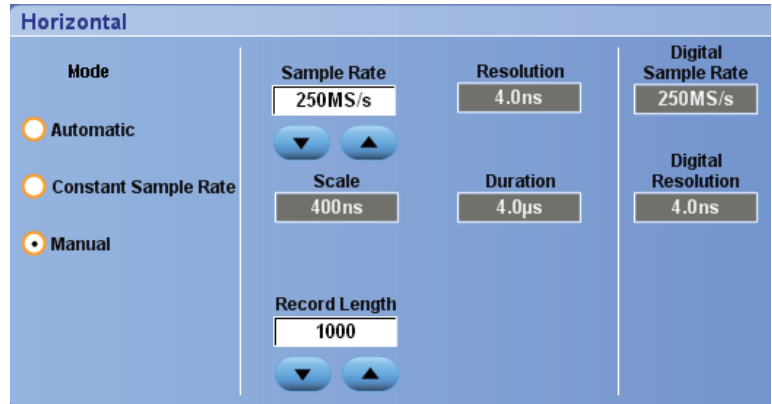 Horizontal
Mode
Automatic
Constant Sample Rate
Manual
Sample Rate
250MS/s
Scale
400ns
Record Length
1000
Resolution
4.0ns
Duration
4.0µs
Digital
Sample Rate
250MS/s
Digital
Resolution
4.0ns